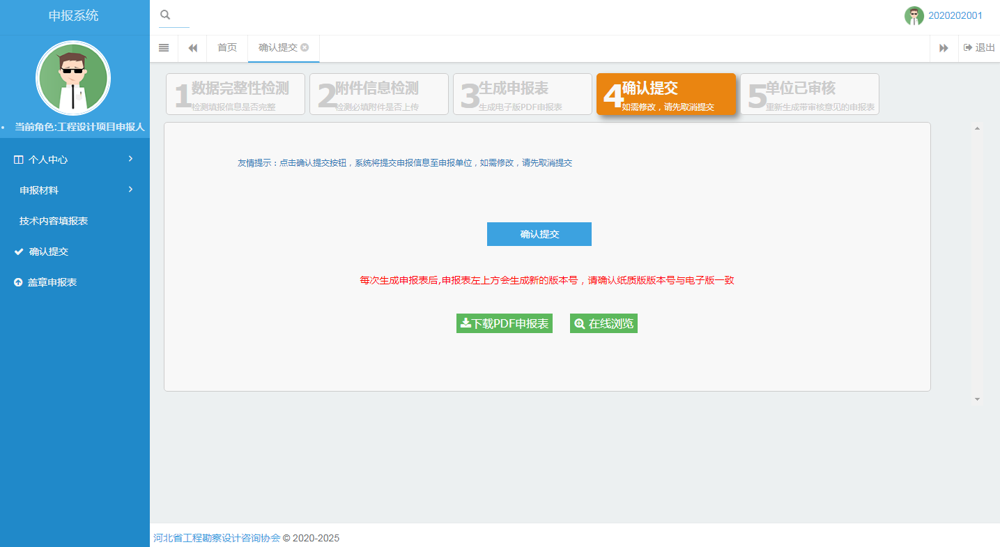 申报系统
2020202001
首页
确认提交
退出
当前角色:工程设计项目申报人
个人中心
申报材料
技术内容填报表
确认提交
盖章申报表
1 数据完整性检测
检测填报信息是否完整
2 附件信息检测
检测必填附件是否上传
3 生成申报表
生成电子版PDF申报表
4 确认提交
如需修改，请先取消提交
5 单位已审核
重新生成带审核意见的申报表
友情提示：点击确认提交按钮，系统将提交申报信息至申报单位，如需修改，请先取消提交
确认提交
每次生成申报表后,申报表左上方会生成新的版本号，请确认纸质版版本号与电子版一致
下载PDF申报表
在线浏览
河北省工程勘察设计咨询协会 © 2020-2025